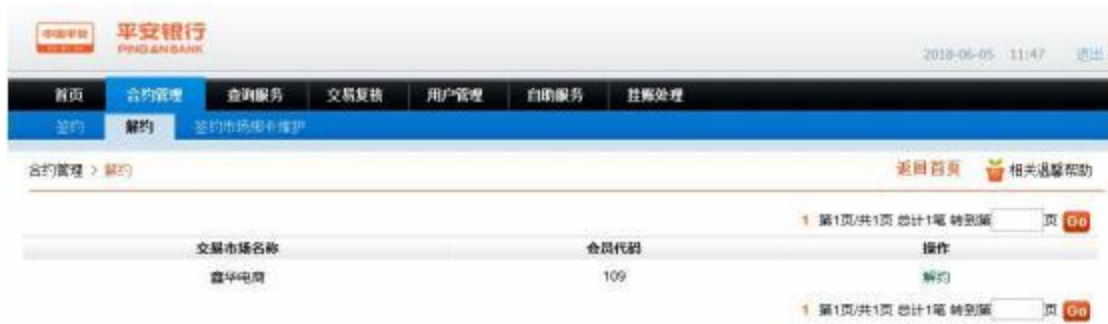 中国平安 平安银行
PING AN BANK
2018-06-05 11:47 退出
首页 合约管理 查询服务 交易复核 用户管理 自助服务 挂账处理
签约 解约 签约市场绑卡维护
合约管理 > 解约 返回首页 相关温馨帮助
1 第1页/共1页 总计1笔 转到第 页 Go
交易市场名称 会员代码 操作
鑫华电商 109 解约
1 第1页/共1页 总计1笔 转到第 页 Go